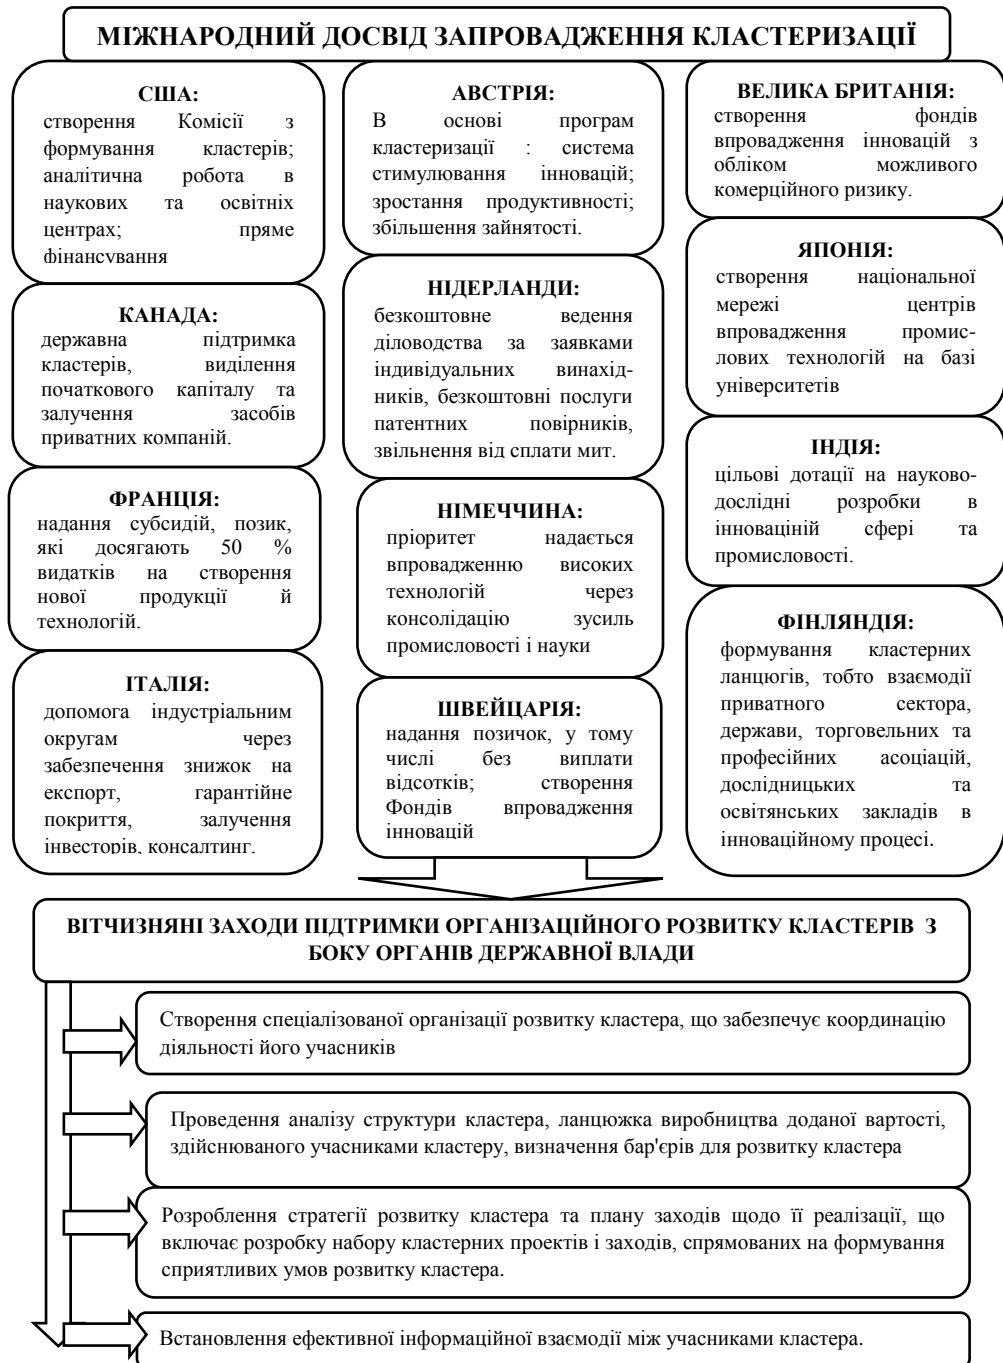 МІЖНАРОДНИЙ ДОСВІД ЗАПРОВАДЖЕННЯ КЛАСТЕРИЗАЦІЇ
США:
створення Комісії з
формування кластерів;
аналітична робота в
наукових та освітніх
центрах; пряме
фінансування
КАНАДА:
державна підтримка
кластерів, виділення
початкового капіталу та
залучення засобів
приватних компаній.
ФРАНЦІЯ:
надання субсидій, позик,
які досягають 50 %
видатків на створення
нової продукції й
технологій.
ІТАЛІЯ:
допомога індустріальним
округам через
забезпечення знижок на
експорт, гарантійне
покриття, залучення
інвесторів, консалтинг.
АВСТРІЯ:
В основі програм
кластеризації : система
стимулювання інновацій;
зростання продуктивності;
збільшення зайнятості.
НІДЕРЛАНДИ:
безкоштовне ведення
діловодства за заявками
індивідуальних винахід-
ників, безкоштовні послуги
патентних повірників,
звільнення від сплати мит.
НІМЕЧЧИНА:
пріоритет надається
впровадженню високих
технологій через
консолідацію зусиль
промисловості і науки
ШВЕЙЦАРІЯ:
надання позичок, у тому
числі без виплати
відсотків; створення
Фондів впровадження
інновацій
ВЕЛИКА БРИТАНІЯ:
створення фондів
впровадження інновацій з
обліком можливого
комерційного ризику.
ЯПОНІЯ:
створення національної
мережі центрів
впровадження промис-
лових технологій на базі
університетів
ІНДІЯ:
цільові дотації на науково-
дослідні розробки в
інноваціній сфері та
промисловості.
ФІНЛЯНДІЯ:
формування кластерних
ланцюгів, тобто взаємодії
приватного сектора,
держави, торговельних та
професійних асоціацій,
дослідницьких та
освітянських закладів в
інноваційному процесі.
ВІТЧИЗНЯНІ ЗАХОДИ ПІДТРИМКИ ОРГАНІЗАЦІЙНОГО РОЗВИТКУ КЛАСТЕРІВ З
БОКУ ОРГАНІВ ДЕРЖАВНОЇ ВЛАДИ
Створення спеціалізованої організації розвитку кластера, що забезпечує координацію
діяльності його учасників
Проведення аналізу структури кластера, ланцюжка виробництва доданої вартості,
здійснюваного учасниками кластеру, визначення бар'єрів для розвитку кластера
Розроблення стратегії розвитку кластера та плану заходів щодо її реалізації, що
включає розробку набору кластерних проектів і заходів, спрямованих на формування
сприятливих умов розвитку кластера.
Встановлення ефективної інформаційної взаємодії між учасниками кластера.